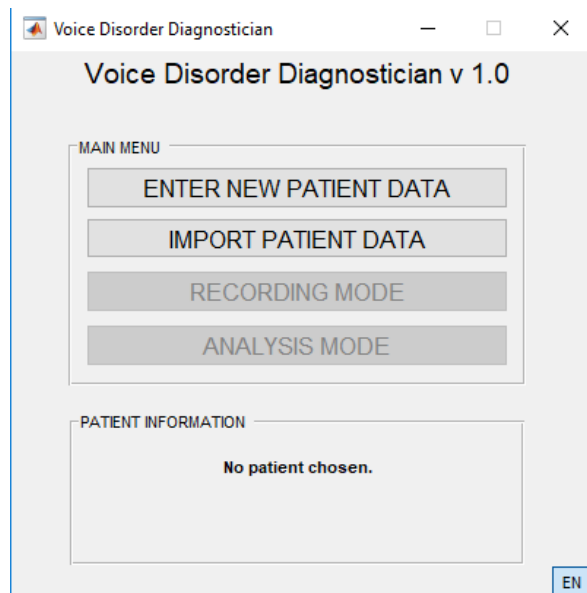 Voice Disorder Diagnostician
Voice Disorder Diagnostician v 1.0
MAIN MENU
ENTER NEW PATIENT DATA
IMPORT PATIENT DATA
RECORDING MODE
ANALYSIS MODE
PATIENT INFORMATION
No patient chosen.
EN